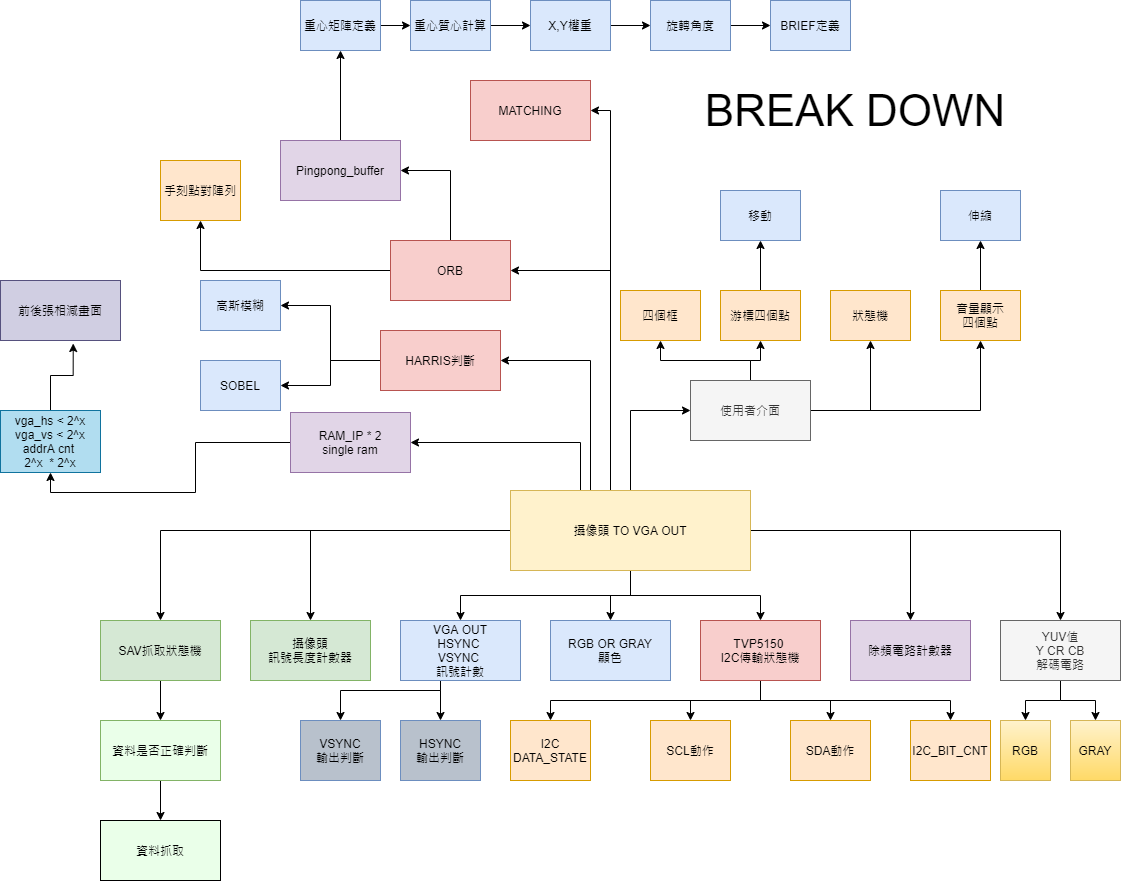 重心矩陣定義
重心質心計算
X,Y權重
旋轉角度
BRIEF定義
MATCHING
BREAK DOWN
Pingpong_buffer
手刻點對陣列
移動
伸縮
ORB
前後張相減畫面
高斯模糊
四個框
游標四個點
狀態機
音量顯示
四個點
HARRIS判斷
SOBEL
使用者介面
vga_hs < 2^x
vga_vs < 2^x
addrA cnt
2^x * 2^x
RAM_IP * 2
single ram
攝像頭 TO VGA OUT
SAV抓取狀態機
攝像頭
訊號長度計數器
VGA OUT
HSYNC
VSYNC
訊號計數
RGB OR GRAY
顯色
TVP5150
I2C傳輸狀態機
除頻電路計數器
YUV值
Y CR CB
解碼電路
資料是否正確判斷
VSYNC
輸出判斷
HSYNC
輸出判斷
I2C
DATA_STATE
SCL動作
SDA動作
I2C_BIT_CNT
RGB
GRAY
資料抓取